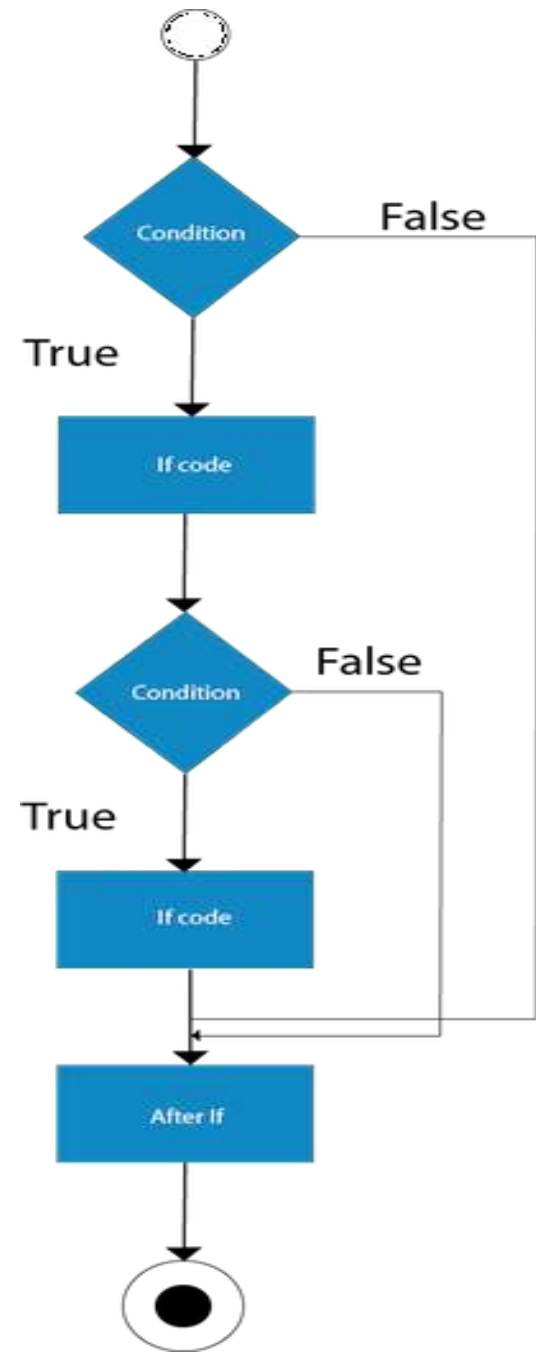 Condition
False
True
If code
Condition
False
True
If code
After If